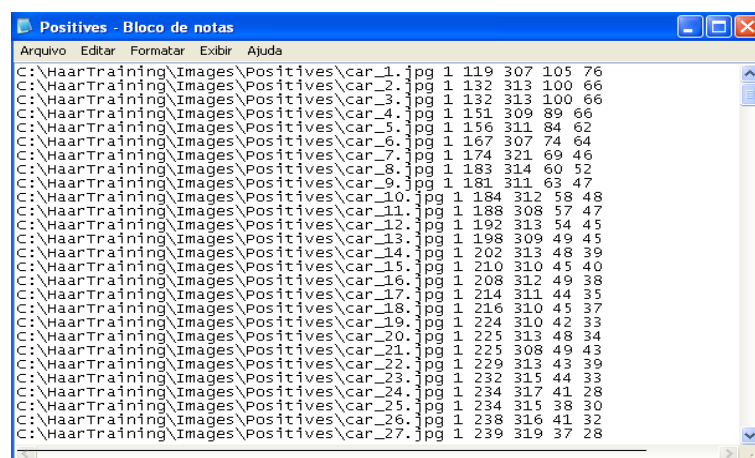 Positives - Bloco de notas
Arquivo Editar Formatar Exibir Ajuda
C:\HaarTraining\Images\Positives\car_1.jpg 1 119 307 105 76
C:\HaarTraining\Images\Positives\car_2.jpg 1 132 313 100 66
C:\HaarTraining\Images\Positives\car_3.jpg 1 132 313 100 66
C:\HaarTraining\Images\Positives\car_4.jpg 1 151 309 89 66
C:\HaarTraining\Images\Positives\car_5.jpg 1 156 311 84 62
C:\HaarTraining\Images\Positives\car_6.jpg 1 167 307 74 64
C:\HaarTraining\Images\Positives\car_7.jpg 1 174 321 69 46
C:\HaarTraining\Images\Positives\car_8.jpg 1 183 314 60 52
C:\HaarTraining\Images\Positives\car_9.jpg 1 181 311 63 47
C:\HaarTraining\Images\Positives\car_10.jpg 1 184 312 58 48
C:\HaarTraining\Images\Positives\car_11.jpg 1 188 308 57 47
C:\HaarTraining\Images\Positives\car_12.jpg 1 192 313 54 45
C:\HaarTraining\Images\Positives\car_13.jpg 1 198 309 49 45
C:\HaarTraining\Images\Positives\car_14.jpg 1 202 313 48 39
C:\HaarTraining\Images\Positives\car_15.jpg 1 210 310 45 40
C:\HaarTraining\Images\Positives\car_16.jpg 1 208 312 49 38
C:\HaarTraining\Images\Positives\car_17.jpg 1 214 311 44 35
C:\HaarTraining\Images\Positives\car_18.jpg 1 216 310 45 37
C:\HaarTraining\Images\Positives\car_19.jpg 1 224 310 42 33
C:\HaarTraining\Images\Positives\car_20.jpg 1 225 313 48 34
C:\HaarTraining\Images\Positives\car_21.jpg 1 225 308 49 43
C:\HaarTraining\Images\Positives\car_22.jpg 1 229 313 43 39
C:\HaarTraining\Images\Positives\car_23.jpg 1 232 315 44 33
C:\HaarTraining\Images\Positives\car_24.jpg 1 234 317 41 28
C:\HaarTraining\Images\Positives\car_25.jpg 1 234 315 38 30
C:\HaarTraining\Images\Positives\car_26.jpg 1 238 316 41 32
C:\HaarTraining\Images\Positives\car_27.jpg 1 239 319 37 28